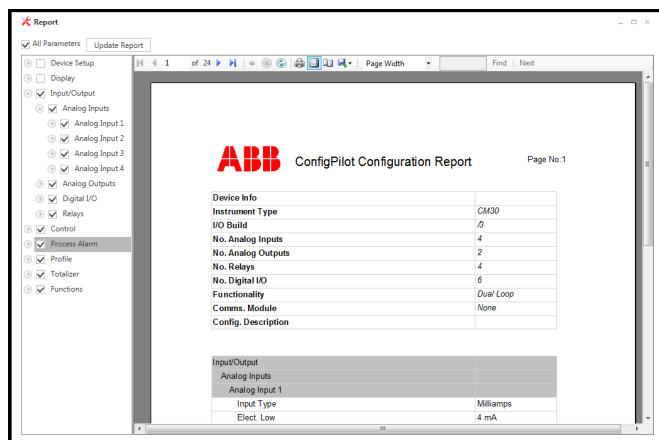 Report
All Parameters Update Report
Device Setup
Display
Input/Output
Analog Inputs
Analog Input 1
Analog Input 2
Analog Input 3
Analog Input 4
Analog Outputs
Digital I/O
Relays
Control
Process Alarm
Profile
Totalizer
Functions
1 of 24 Page Width Find | Next
ABB ConfigPilot Configuration Report Page No:1
Device Info
Instrument Type CM30
I/O Build /3
No. Analog Inputs 4
No. Analog Outputs 2
No. Relays 4
No. Digital I/O 6
Functionality Dual Loop
Comms. Module None
Config. Description
Input/Output
Analog Inputs
Analog Input 1
Input Type Milliamps
Elect. Low 4 mA